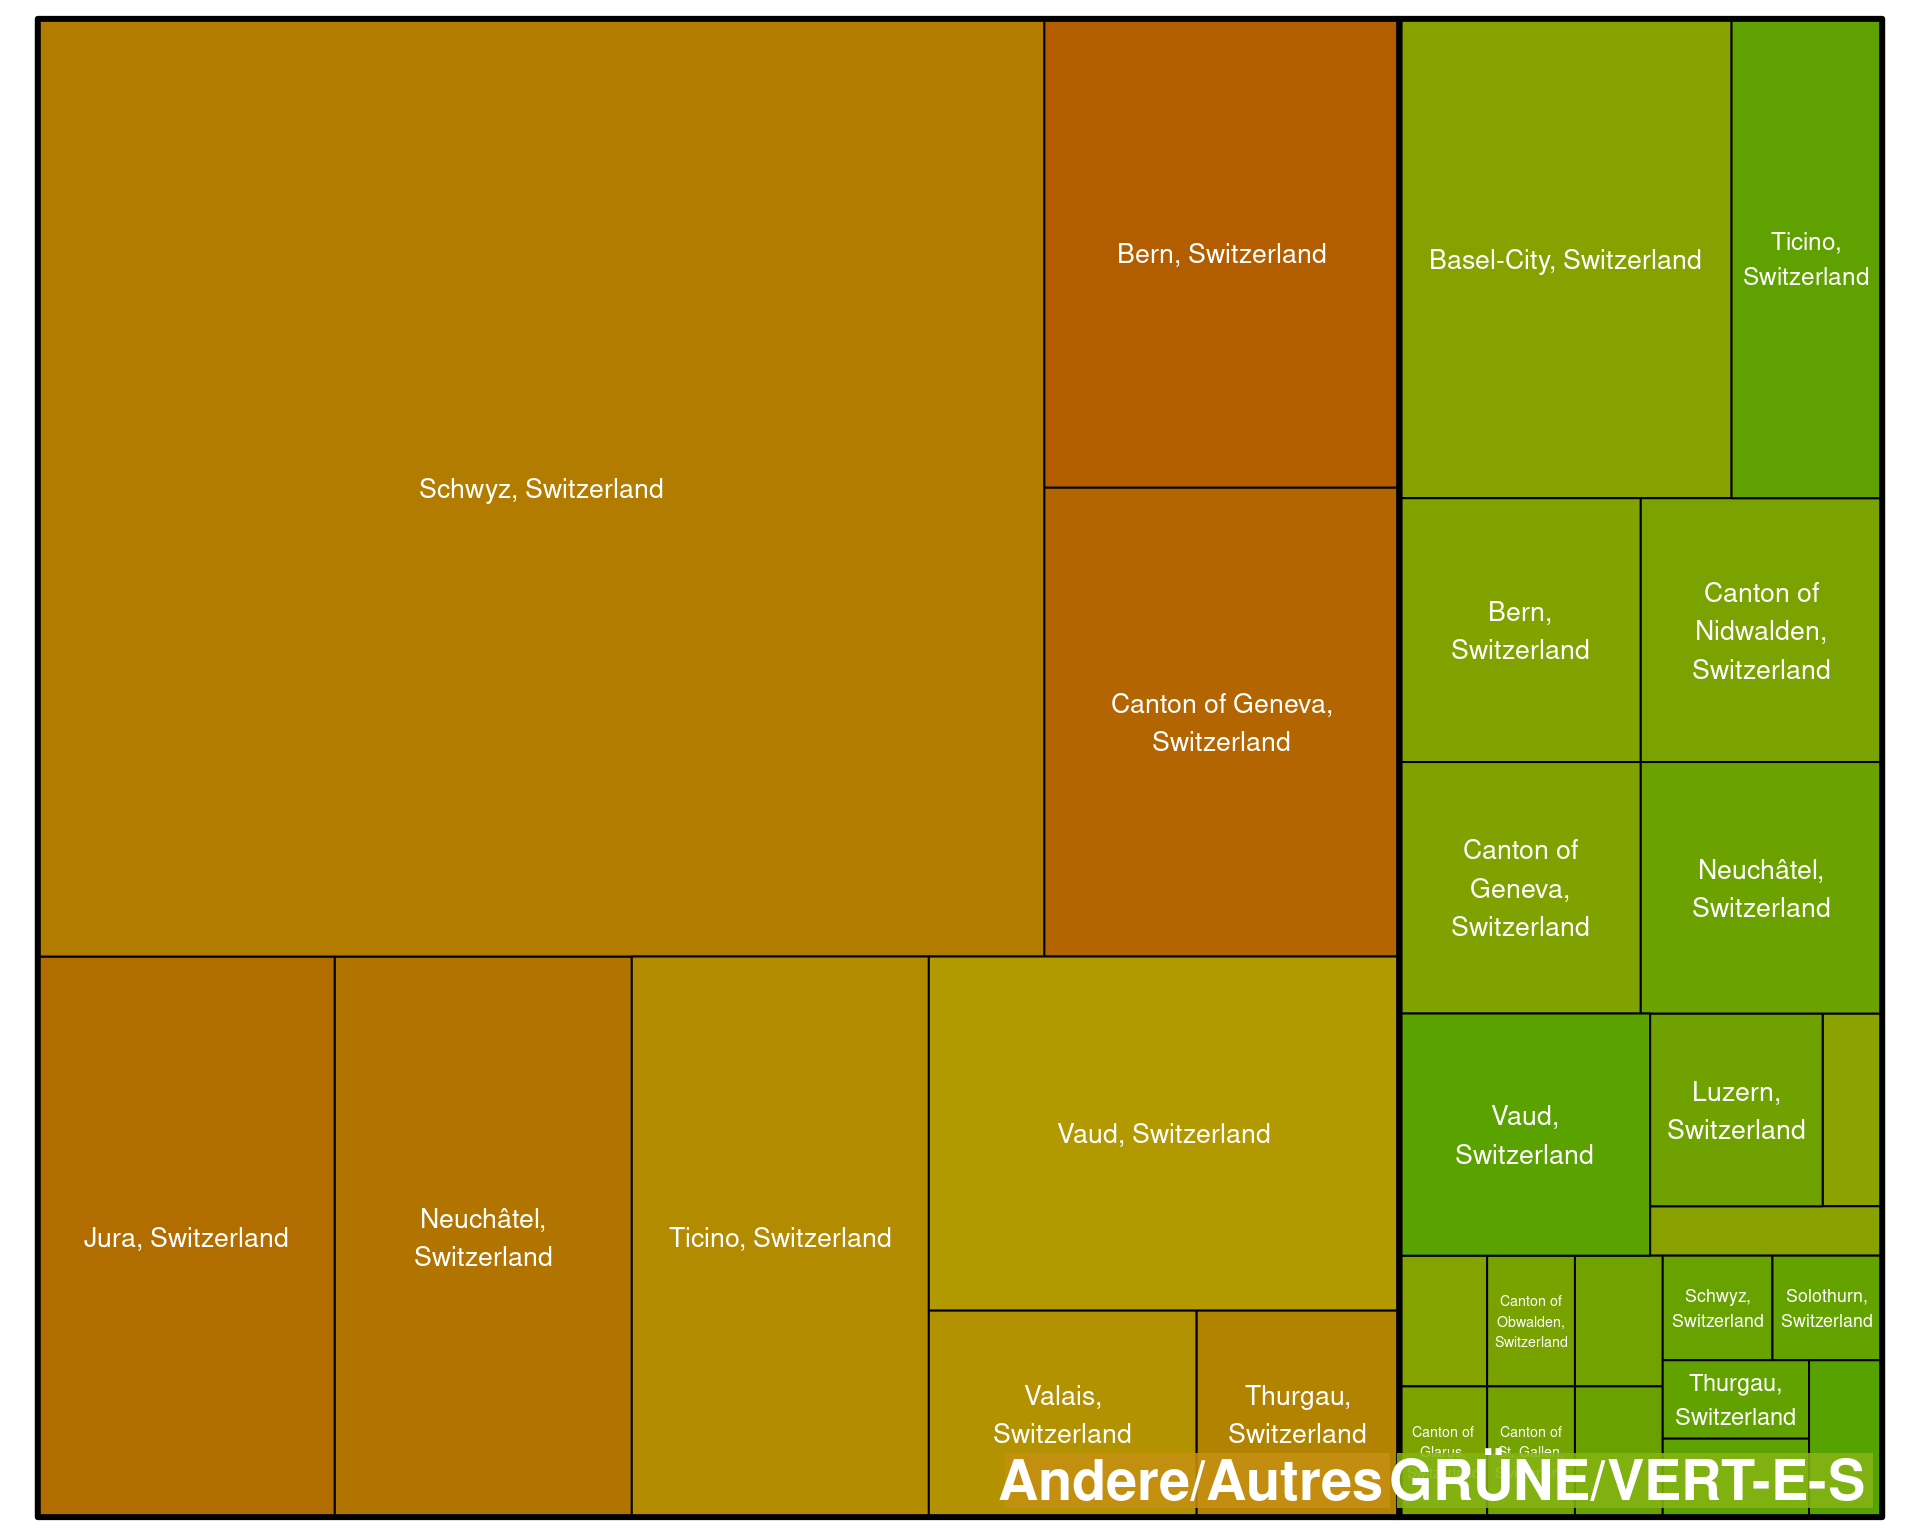 Schwyz, Switzerland
Bern, Switzerland
Canton of Geneva,
Switzerland
Jura, Switzerland
Neuchâtel,
Switzerland
Ticino, Switzerland
Vaud, Switzerland
Valais,
Switzerland
Thurgau,
Switzerland
Andere/Autres
Basel-City, Switzerland
Ticino,
Switzerland
Bern,
Switzerland
Canton of
Nidwalden,
Switzerland
Canton of
Geneva,
Switzerland
Neuchâtel,
Switzerland
Vaud,
Switzerland
Luzern,
Switzerland
Canton of
Obwalden,
Switzerland
Schwyz,
Switzerland
Solothurn,
Switzerland
Thurgau,
Switzerland
Canton of
Glarus,
Canton of
St. Gallen,
GRÜNE/VERT-E-S